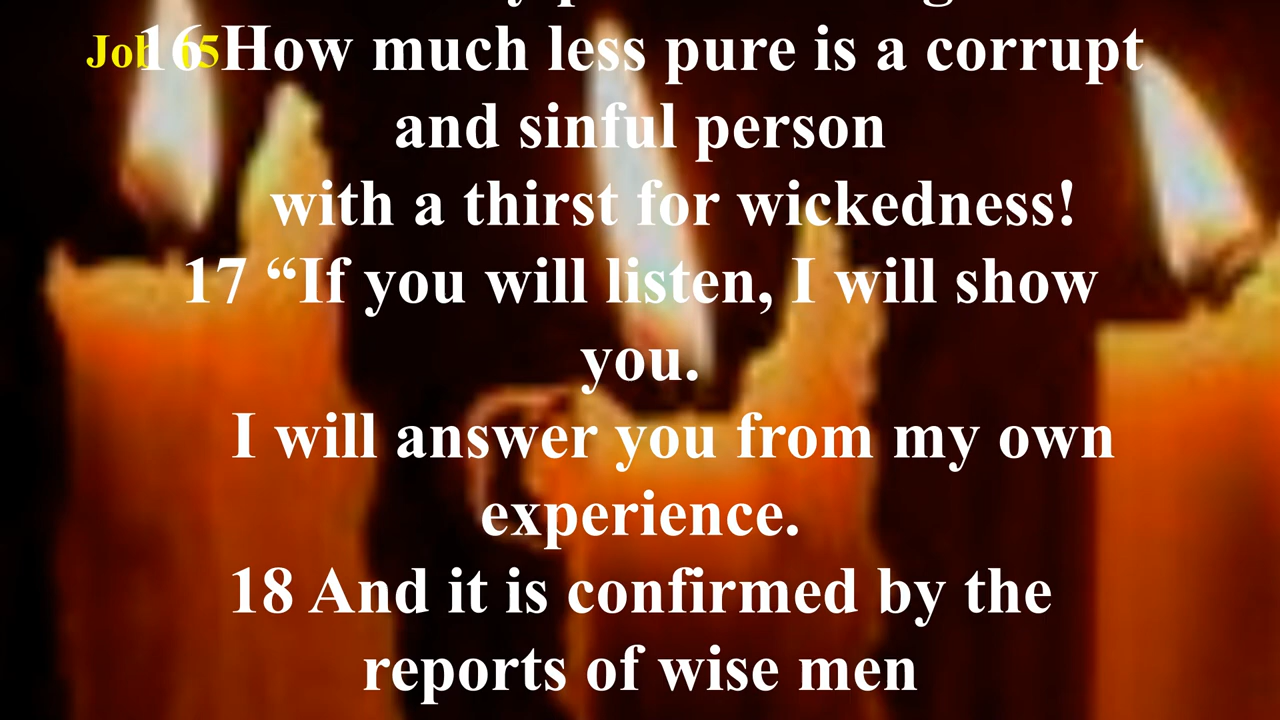 Job 15
16 How much less pure is a corrupt
and sinful person
with a thirst for wickedness!
17 “If you will listen, I will show
you.
I will answer you from my own
experience.
18 And it is confirmed by the
reports of wise men